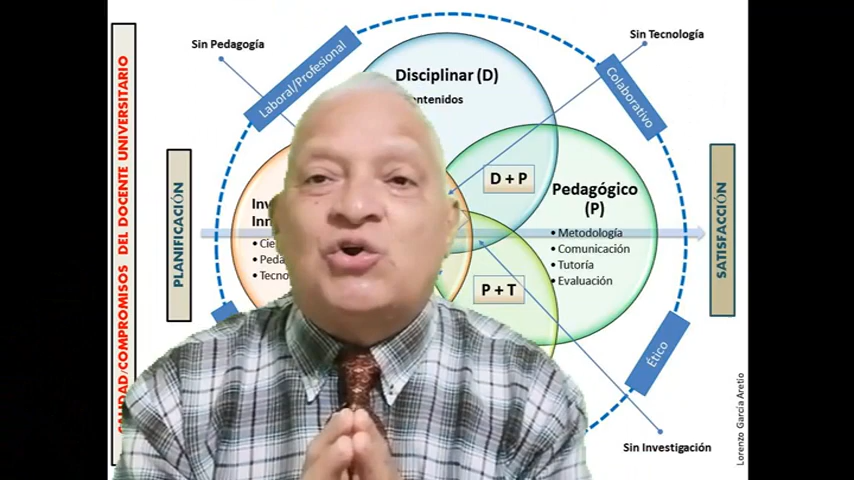 CALIDAD/COMPROMISOS DEL DOCENTE UNIVERSITARIO
Sin Pedagogía
Sin Tecnología
Laboral/Profesional
Colaborativo
Disciplinar (D)
D + P
Pedagógico
(P)
• Metodología
• Comunicación
• Tutoría
• Evaluación
PLANIFICACIÓN
SATISFACCIÓN
P + T
Ético
Sin Investigación
Lorenzo García Aretio